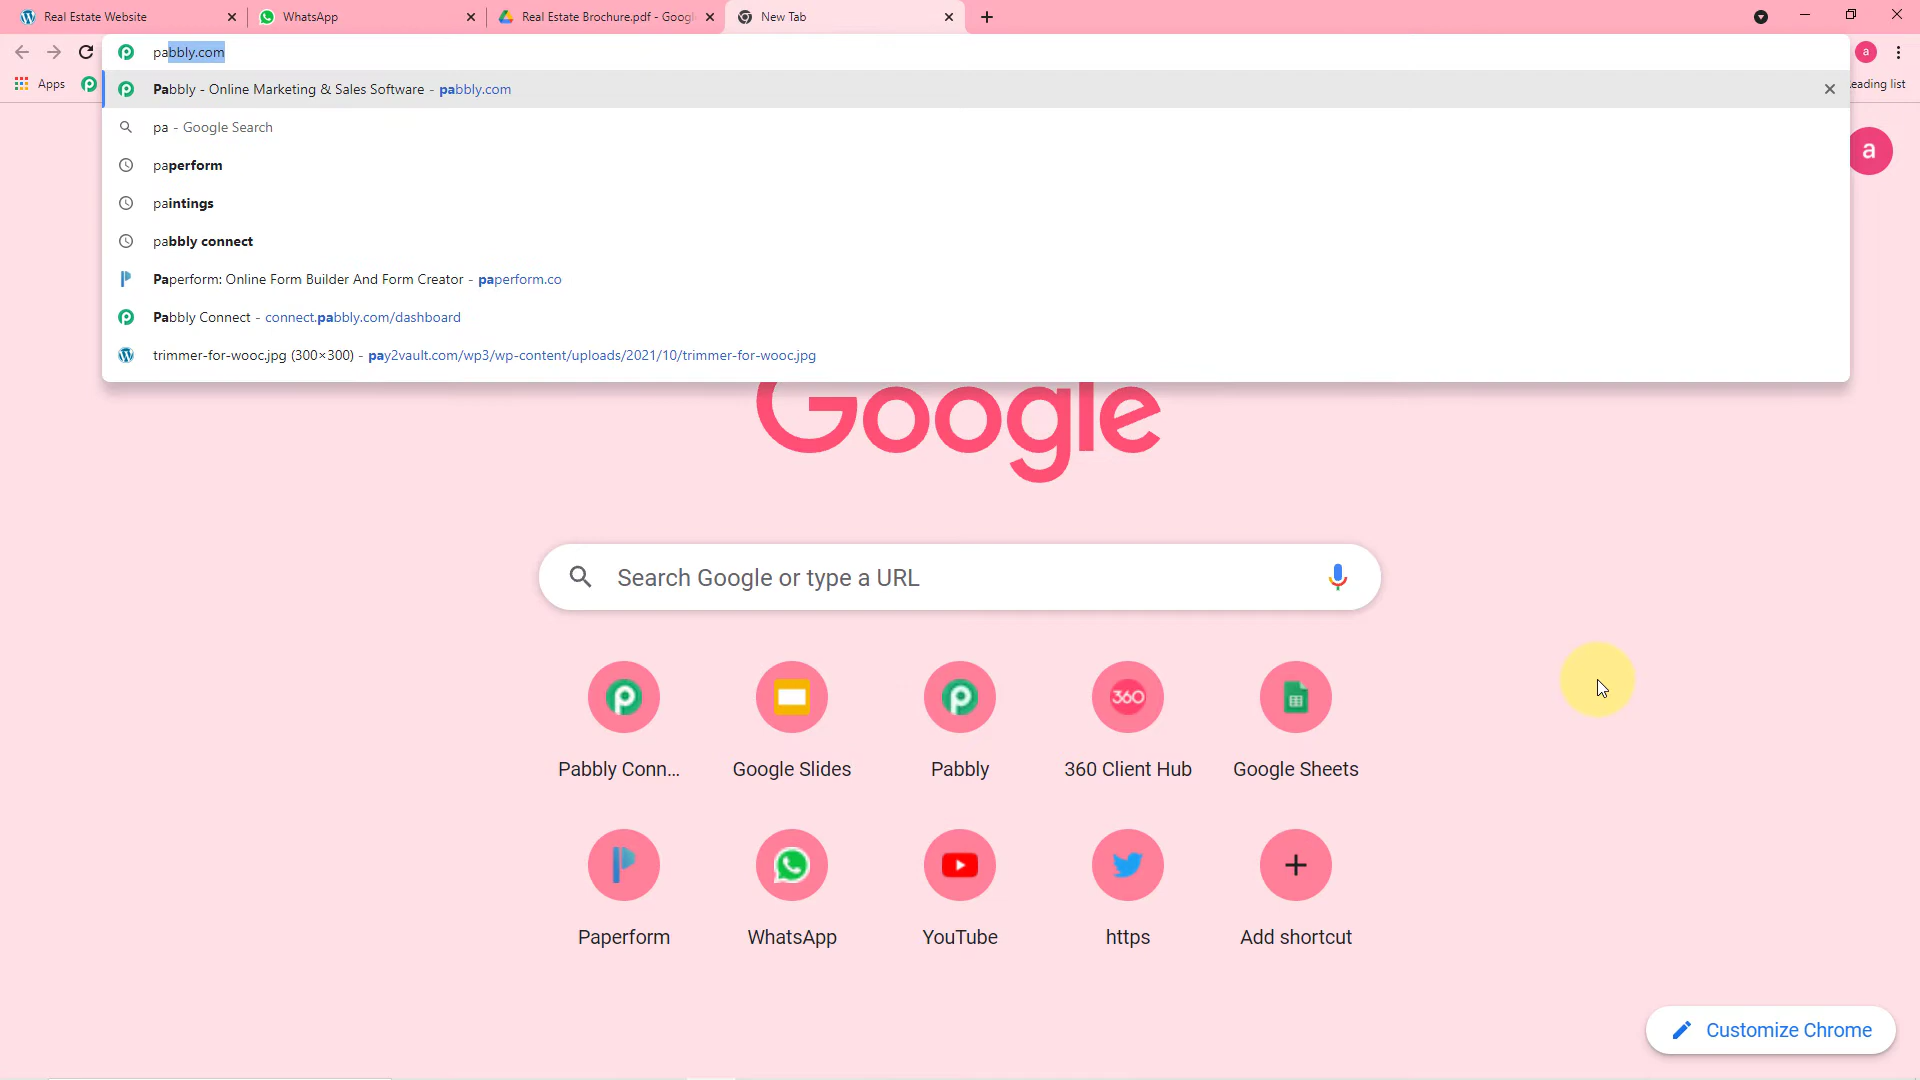 Real Estate Website
WhatsApp
Real Estate Brochure.pdf - Googl
New Tab
pabbly.com
a
Apps
eading list
Pabbly - Online Marketing & Sales Software - pabbly.com
pa - Google Search
paperform
paintings
pabbly connect
Paperform: Online Form Builder And Form Creator - paperform.co
Pabbly Connect - connect.pabbly.com/dashboard
trimmer-for-wooc.jpg (300×300) - pay2vault.com/wp3/wp-content/uploads/2021/10/trimmer-for-wooc.jpg
a
Google
Search Google or type a URL
360
Pabbly Conn...
Google Slides
Pabbly
360 Client Hub
Google Sheets
Paperform
WhatsApp
YouTube
https
Add shortcut
Customize Chrome